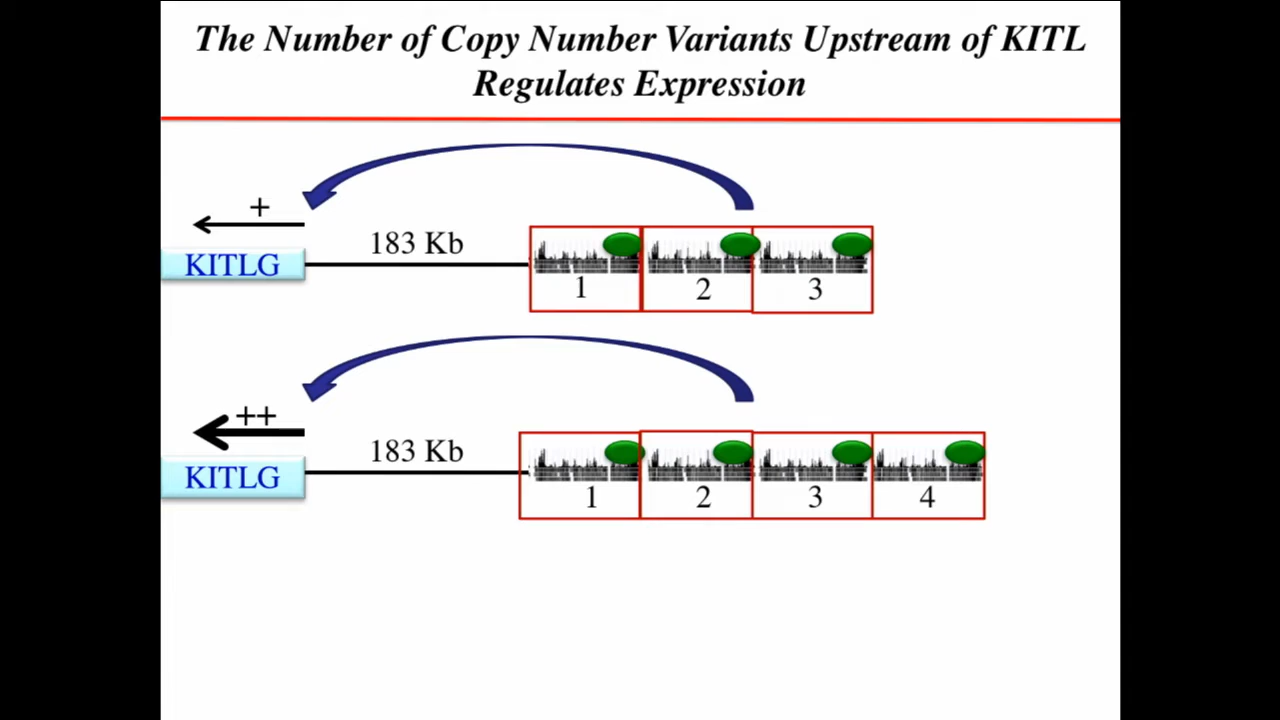 The Number of Copy Number Variants Upstream of KITL
Regulates Expression
+
183 Kb
KITLG
1 2 3
++
183 Kb
KITLG
1 2 3 4